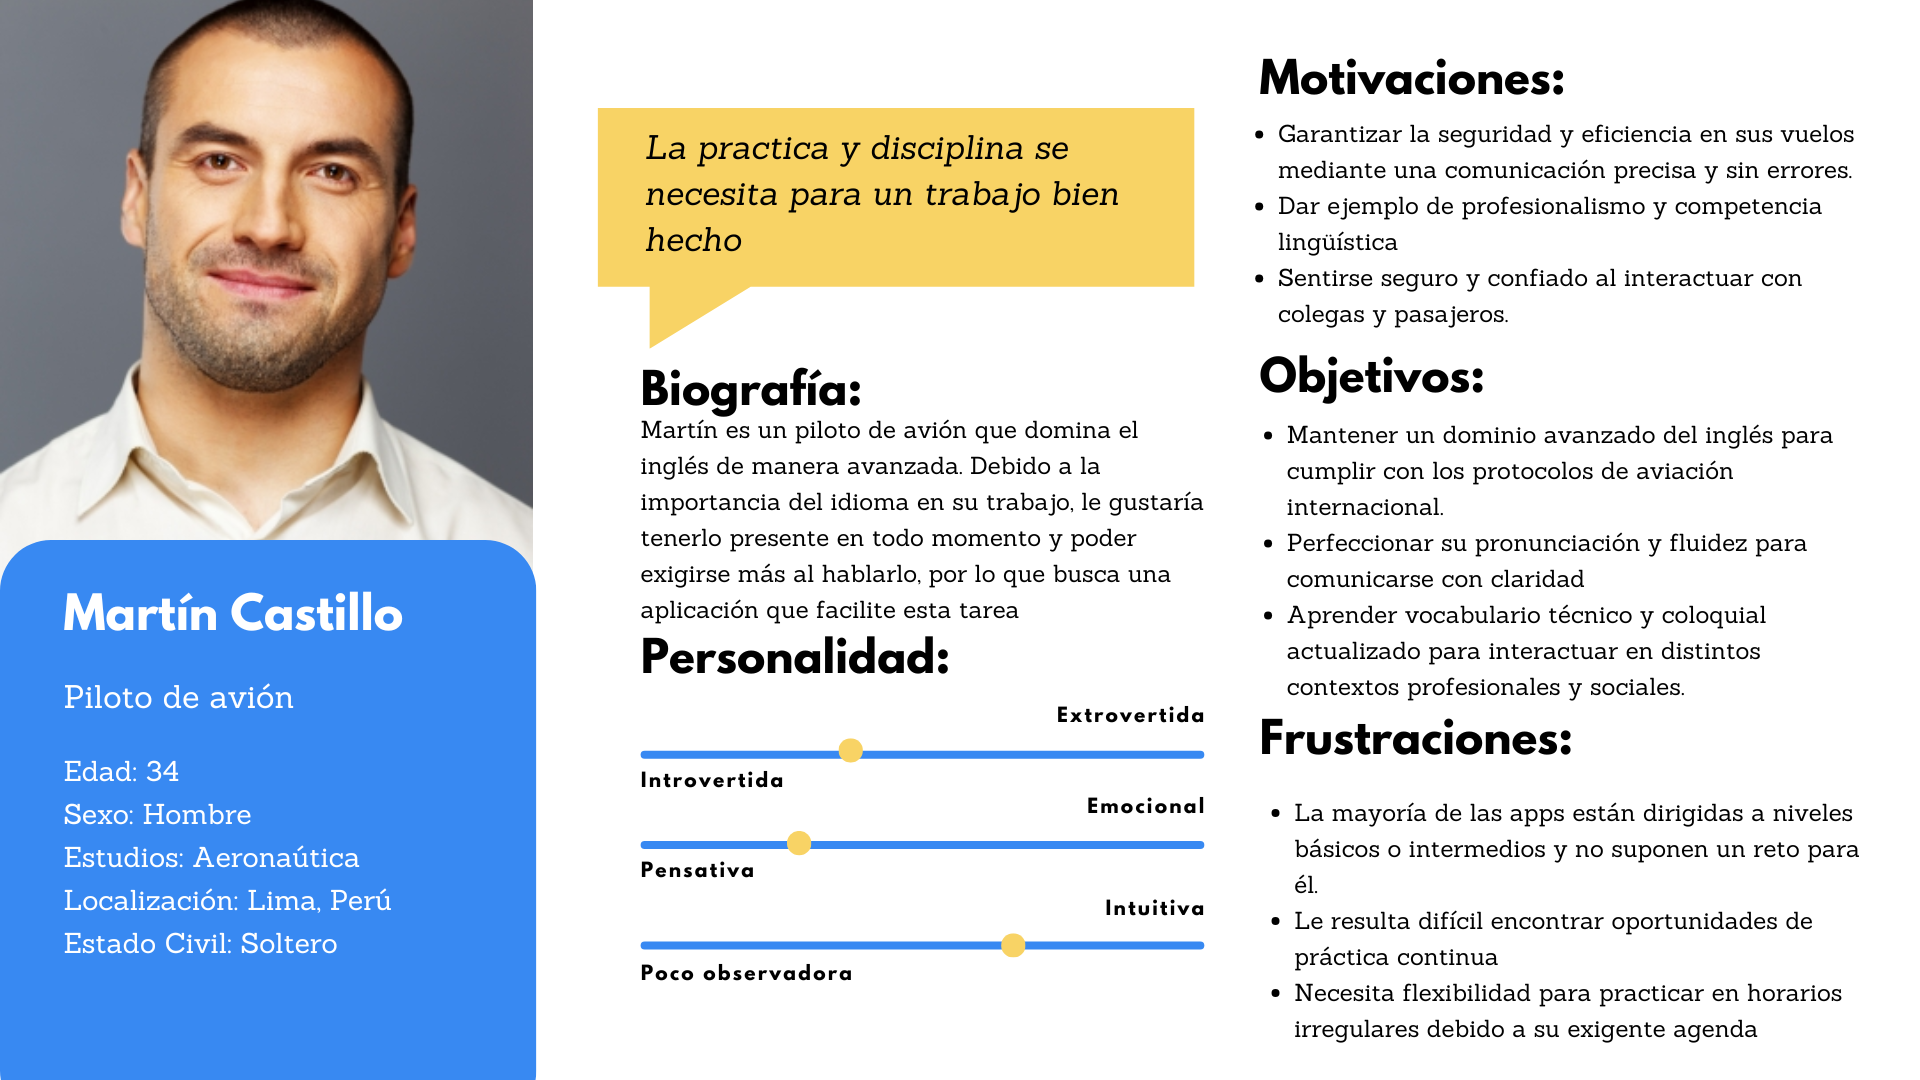 Martín Castillo
Piloto de avión
Edad: 34
Sexo: Hombre
Estudios: Aeronaútica
Localización: Lima, Perú
Estado Civil: Soltero
La practica y disciplina se
necesita para un trabajo bien
hecho
Biografía:
Martín es un piloto de avión que domina el
inglés de manera avanzada. Debido a la
importancia del idioma en su trabajo, le gustaría
tenerlo presente en todo momento y poder
exigirse más al hablarlo, por lo que busca una
aplicación que facilite esta tarea
Personalidad:
Extrovertida
Introvertida
Emocional
Pensativa
Intuitiva
Poco observadora
Motivaciones:
• Garantizar la seguridad y eficiencia en sus vuelos
mediante una comunicación precisa y sin errores.
• Dar ejemplo de profesionalismo y competencia
lingüística
• Sentirse seguro y confiado al interactuar con
colegas y pasajeros.
Objetivos:
• Mantener un dominio avanzado del inglés para
cumplir con los protocolos de aviación
internacional.
• Perfeccionar su pronunciación y fluidez para
comunicarse con claridad
• Aprender vocabulario técnico y coloquial
actualizado para interactuar en distintos
contextos profesionales y sociales.
Frustraciones:
• La mayoría de las apps están dirigidas a niveles
básicos o intermedios y no suponen un reto para
él.
• Le resulta difícil encontrar oportunidades de
práctica continua
• Necesita flexibilidad para practicar en horarios
irregulares debido a su exigente agenda